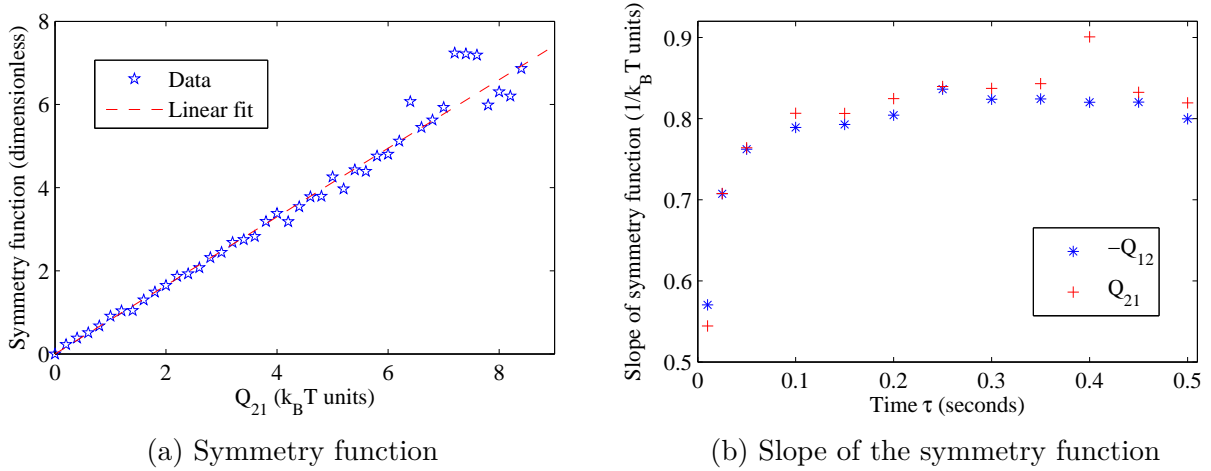 8
6
4
2
0
0
2
4
6
8
Symmetry function (dimensionless)
Q21 (kBT units)
Data
Linear fit
(a) Symmetry function
0.9
0.8
0.7
0.6
0.5
0
0.1
0.2
0.3
0.4
0.5
Slope of symmetry function (1/kBT units)
Time τ (seconds)
−Q12
Q21
(b) Slope of the symmetry function